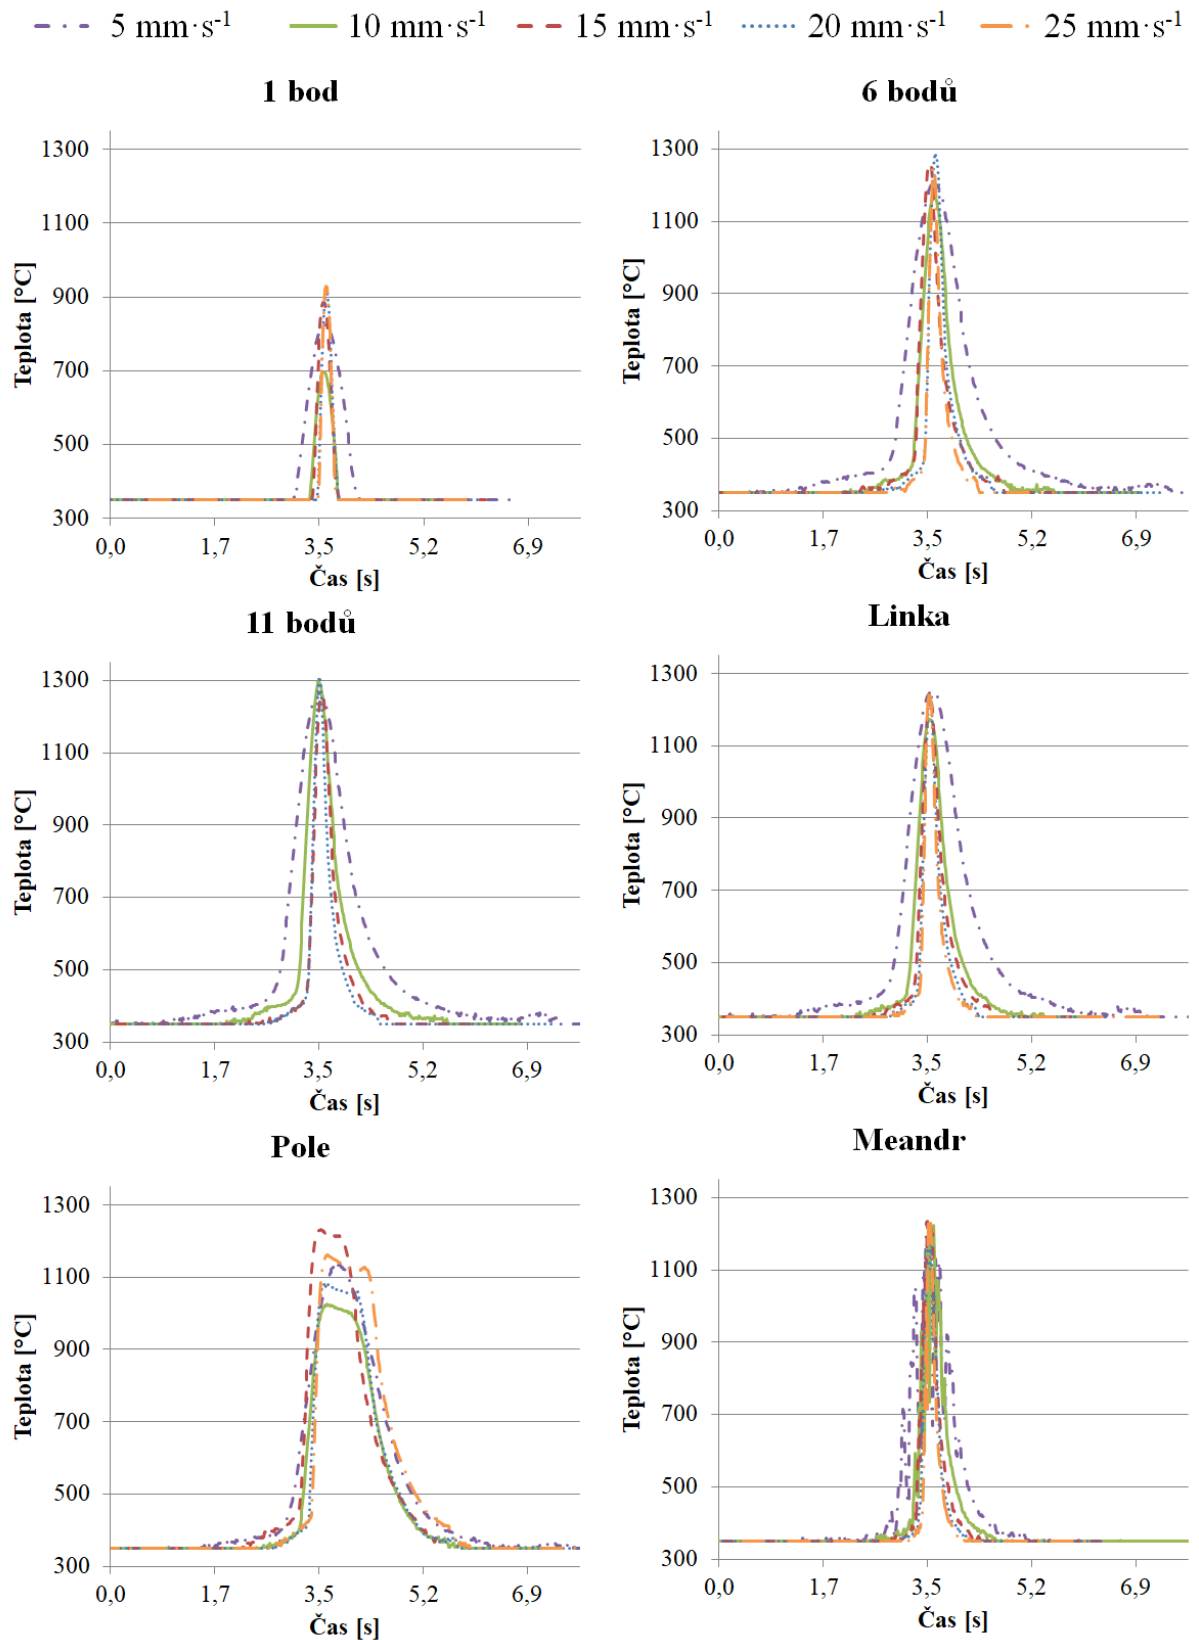 5 mm·s⁻¹ 10 mm·s⁻¹ 15 mm·s⁻¹ 20 mm·s⁻¹ 25 mm·s⁻¹
1 bod
Teplota [°C]
1300
1100
900
700
500
300
0,0 1,7 3,5 5,2 6,9
Čas [s]
6 bodů
Teplota [°C]
1300
1100
900
700
500
300
0,0 1,7 3,5 5,2 6,9
Čas [s]
11 bodů
Teplota [°C]
1300
1100
900
700
500
300
0,0 1,7 3,5 5,2 6,9
Čas [s]
Linka
Teplota [°C]
1300
1100
900
700
500
300
0,0 1,7 3,5 5,2 6,9
Čas [s]
Pole
Teplota [°C]
1300
1100
900
700
500
300
0,0 1,7 3,5 5,2 6,9
Čas [s]
Meandr
Teplota [°C]
1300
1100
900
700
500
300
0,0 1,7 3,5 5,2 6,9
Čas [s]